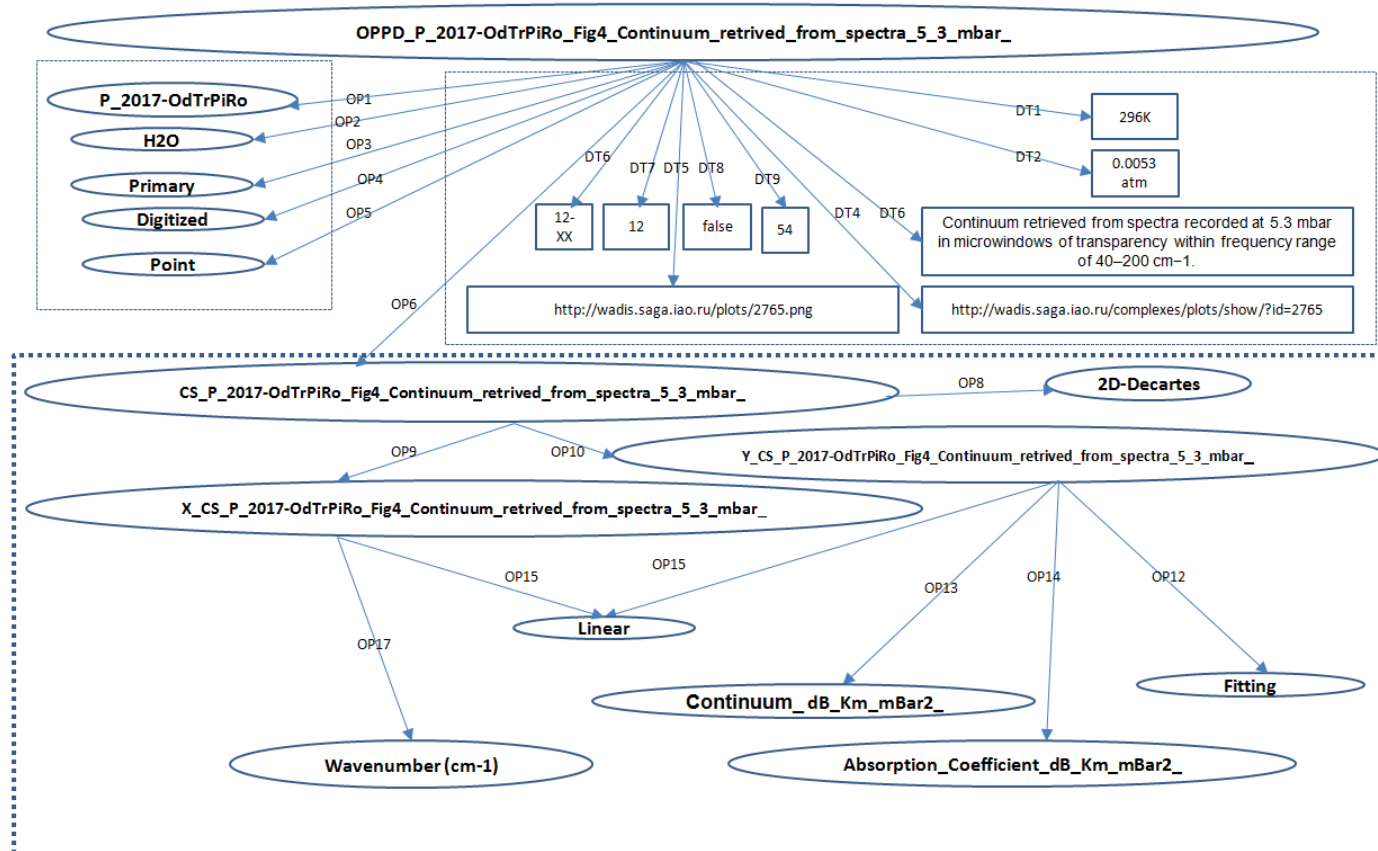 OPPD_P_2017-OdTrPiRo_Fig4_Continuum_retrived_from_spectra_5_3_mbar_
P_2017-OdTrPiRo
OP1
H2O
OP2
Primary
OP3
Digitized
OP4
Point
OP5
OP6
DT6
DT7
DT5
DT8
DT9
DT4
DT6
DT1
296K
DT2
0.0053
atm
12-
XX
12
false
54
Continuum retrieved from spectra recorded at 5.3 mbar
in microwindows of transparency within frequency range
of 40–200 cm−1.
http://wadis.saga.iao.ru/plots/2765.png
http://wadis.saga.iao.ru/complexes/plots/show/?id=2765
CS_P_2017-OdTrPiRo_Fig4_Continuum_retrived_from_spectra_5_3_mbar_
OP8
2D-Decartes
OP9
OP10
Y_CS_P_2017-OdTrPiRo_Fig4_Continuum_retrived_from_spectra_5_3_mbar_
X_CS_P_2017-OdTrPiRo_Fig4_Continuum_retrived_from_spectra_5_3_mbar_
OP15
OP15
OP13
OP14
OP12
Linear
OP17
Continuum_ dB_Km_mBar2_
Fitting
Wavenumber (cm-1)
Absorption_Coefficient_dB_Km_mBar2_